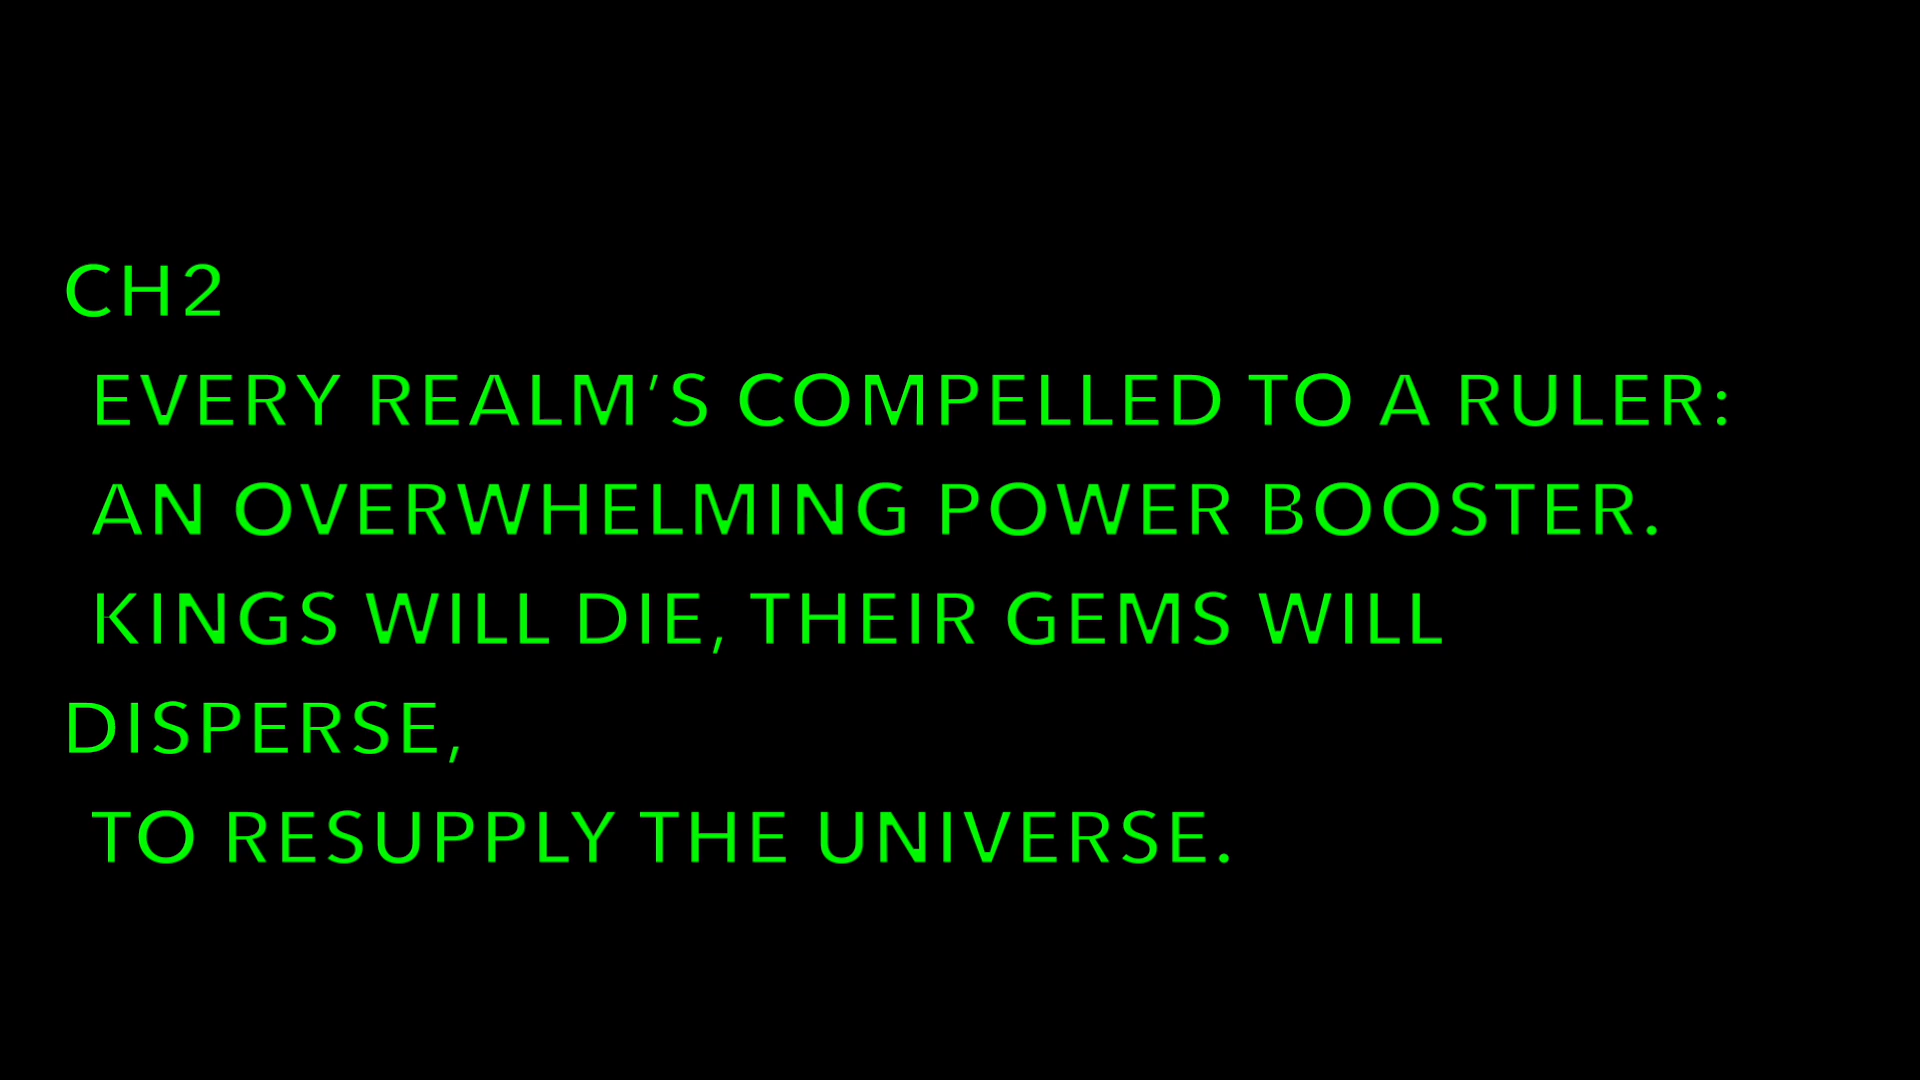 CH2
EVERY REALM'S COMPELLED TO A RULER:
AN OVERWHELMING POWER BOOSTER.
KINGS WILL DIE, THEIR GEMS WILL
DISPERSE,
TO RESUPPLY THE UNIVERSE.